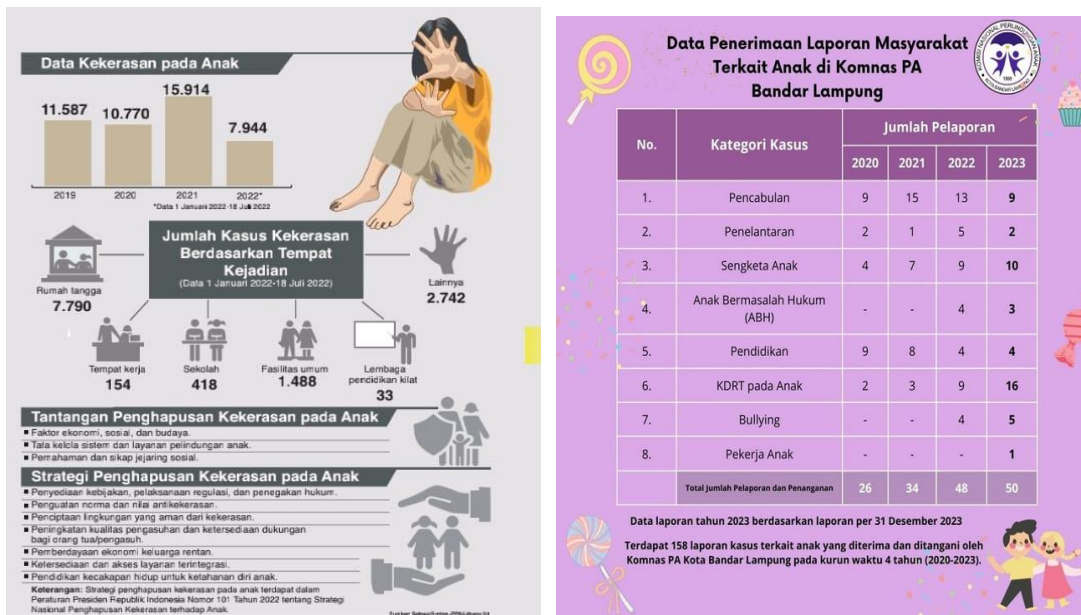 Data Kekerasan pada Anak
11.587
10.770
15.914
7.944
2019
2020
2021
2022*
*Data 1 Januari 2022-18 Juli 2022
Jumlah Kasus Kekerasan
Berdasarkan Tempat
Kejadian
(Data 1 Januari 2022-18 Juli 2022)
Rumah tangga
7.790
Lainnya
2.742
Tempat kerja
154
Sekolah
418
Fasilitas umum
1.488
Lembaga
pendidikan kilat
33
Tantangan Penghapusan Kekerasan pada Anak
Faktor ekonomi, sosial, dan budaya.
Tata kelola sistem dan layanan pelindungan anak.
Pemahaman dan sikap jejaring sosial.
Strategi Penghapusan Kekerasan pada Anak
Penyediaan kebijakan, pelaksanaan regulasi, dan penegakan hukum.
Penguatan norma dan nilai antikekerasan.
Penciptaan lingkungan yang aman dari kekerasan.
Peningkatan kualitas pengasuhan dan ketersediaan dukungan
bagi orang tua/pengasuh.
Pemberdayaan ekonomi keluarga rentan.
Ketersediaan dan akses layanan terintegrasi.
Pendidikan kecakapan hidup untuk ketahanan diri anak.
Keterangan: Strategi penghapusan kekerasan pada anak terdapat dalam
Peraturan Presiden Republik Indonesia Nomor 101 Tahun 2022 tentang Strategi
Nasional Penghapusan Kekerasan terhadap Anak.
Data Penerimaan Laporan Masyarakat
Terkait Anak di Komnas PA
Bandar Lampung
KOMISI NASIONAL PERLINDUNGAN ANAK
KOTA BANDAR LAMPUNG
No. Kategori Kasus Jumlah Pelaporan
2020 2021 2022 2023
1. Pencabulan 9 15 13 9
2. Penelantaran 2 1 5 2
3. Sengketa Anak 4 7 9 10
4. Anak Bermasalah Hukum (ABH) - - 4 3
5. Pendidikan 9 8 4 4
6. KDRT pada Anak 2 3 9 16
7. Bullying - - 4 5
8. Pekerja Anak - - - 1
Total Jumlah Pelaporan dan Penanganan 26 34 48 50
Data laporan tahun 2023 berdasarkan laporan per 31 Desember 2023
Terdapat 158 laporan kasus terkait anak yang diterima dan ditangani oleh
Komnas PA Kota Bandar Lampung pada kurun waktu 4 tahun (2020-2023).